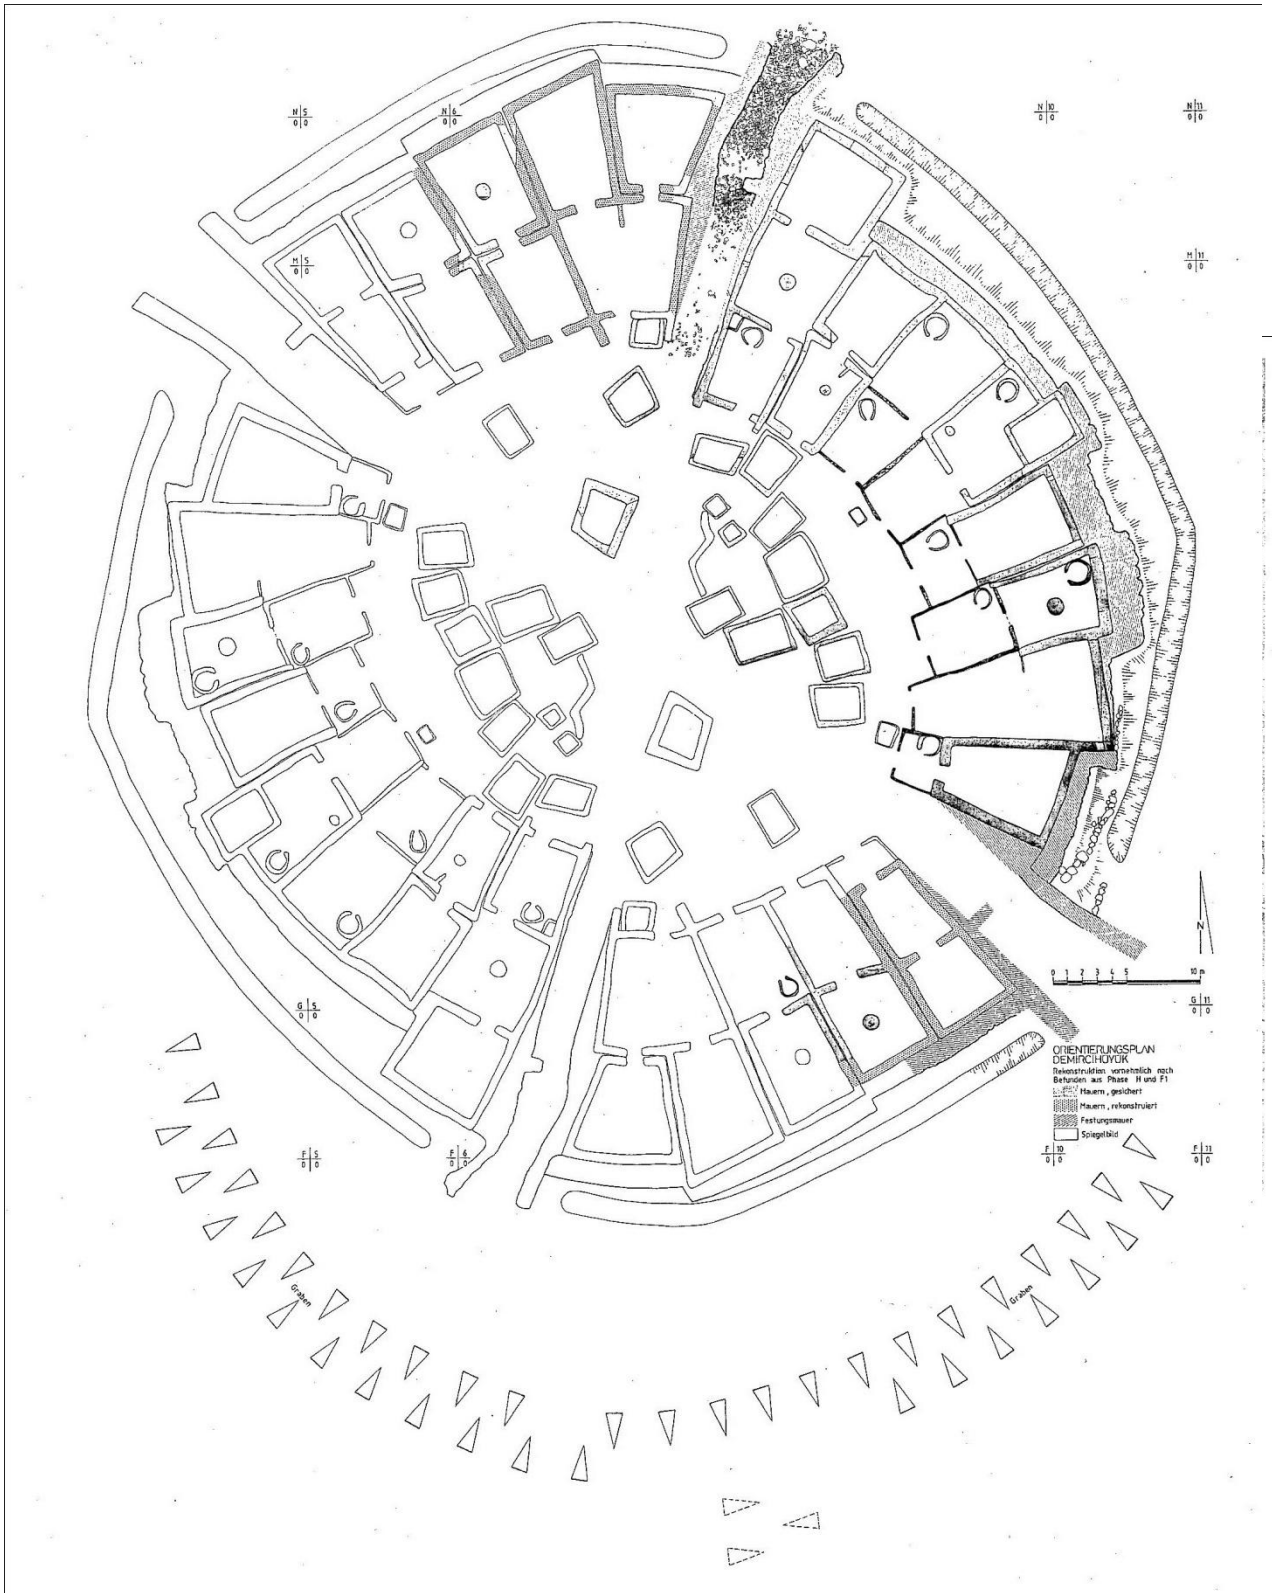 N|5
0|0
N|6
0|0
N|10
0|0
N|11
0|0
M|5
0|0
M|11
0|0
N
0 1 2 3 4 5 10 m
G|5
0|0
G|11
0|0
ORIENTIERUNGSPLAN
DEMIRCIHÜYÜK
Rekonstruktion vornehmlich nach
Befunden aus Phase H und F1
Mauern, gesichert
Mauern, rekonstruiert
Festungsmauer
Spiegelbild
F|5
0|0
F|6
0|0
F|10
0|0
F|11
0|0
Graben
Graben